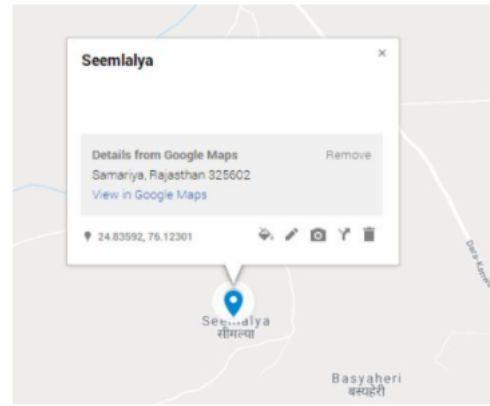 Seemlalya
Details from Google Maps Remove
Samariya, Rajasthan 325602
View in Google Maps
24.83592, 76.12301
सीमल्या
Basyaheri
बस्यहेरी